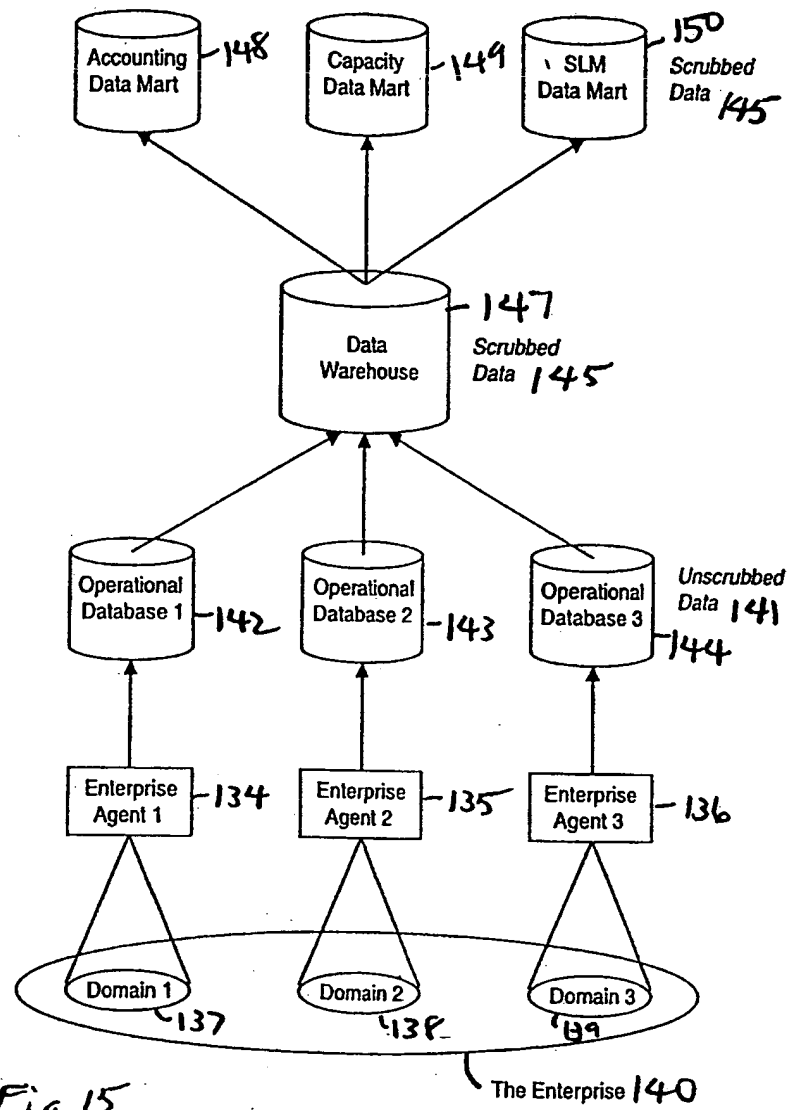 Accounting
Data Mart
148
Capacity
Data Mart
149
SLM
Data Mart
150
Scrubbed
Data 145
Data
Warehouse
147
Scrubbed
Data 145
Operational
Database 1
142
Operational
Database 2
143
Operational
Database 3
144
Unscrubbed
Data 141
Enterprise
Agent 1
134
Enterprise
Agent 2
135
Enterprise
Agent 3
136
Domain 1
137
Domain 2
138
Domain 3
139
The Enterprise 140
Fig 15